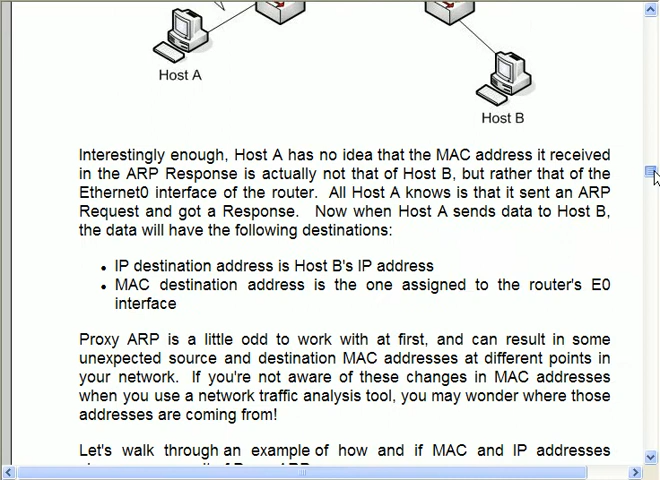 Host A
Host B
Interestingly enough, Host A has no idea that the MAC address it received
in the ARP Response is actually not that of Host B, but rather that of the
Ethernet0 interface of the router. All Host A knows is that it sent an ARP
Request and got a Response. Now when Host A sends data to Host B,
the data will have the following destinations:
• IP destination address is Host B's IP address
• MAC destination address is the one assigned to the router's E0
interface
Proxy ARP is a little odd to work with at first, and can result in some
unexpected source and destination MAC addresses at different points in
your network. If you're not aware of these changes in MAC addresses
when you use a network traffic analysis tool, you may wonder where those
addresses are coming from!
Let's walk through an example of how and if MAC and IP addresses